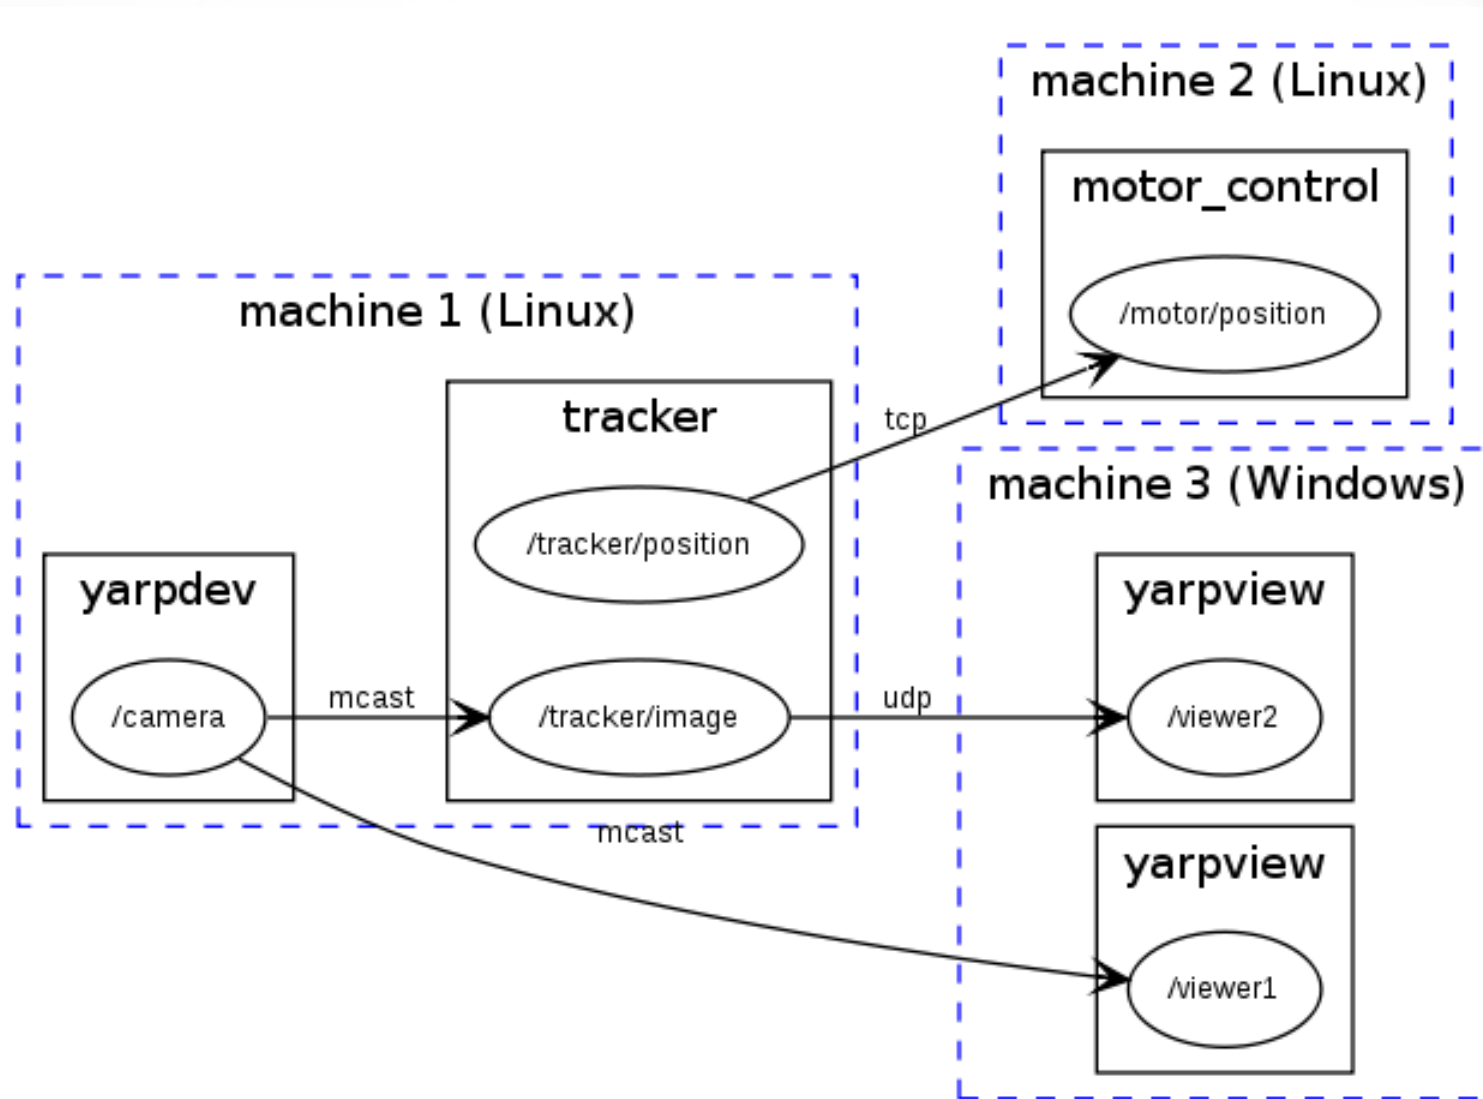 machine 2 (Linux)
motor_control
/motor/position
machine 1 (Linux)
tracker
tcp
machine 3 (Windows)
/tracker/position
yarpdev
yarpview
mcast
udp
/camera
/tracker/image
/viewer2
mcast
yarpview
/viewer1